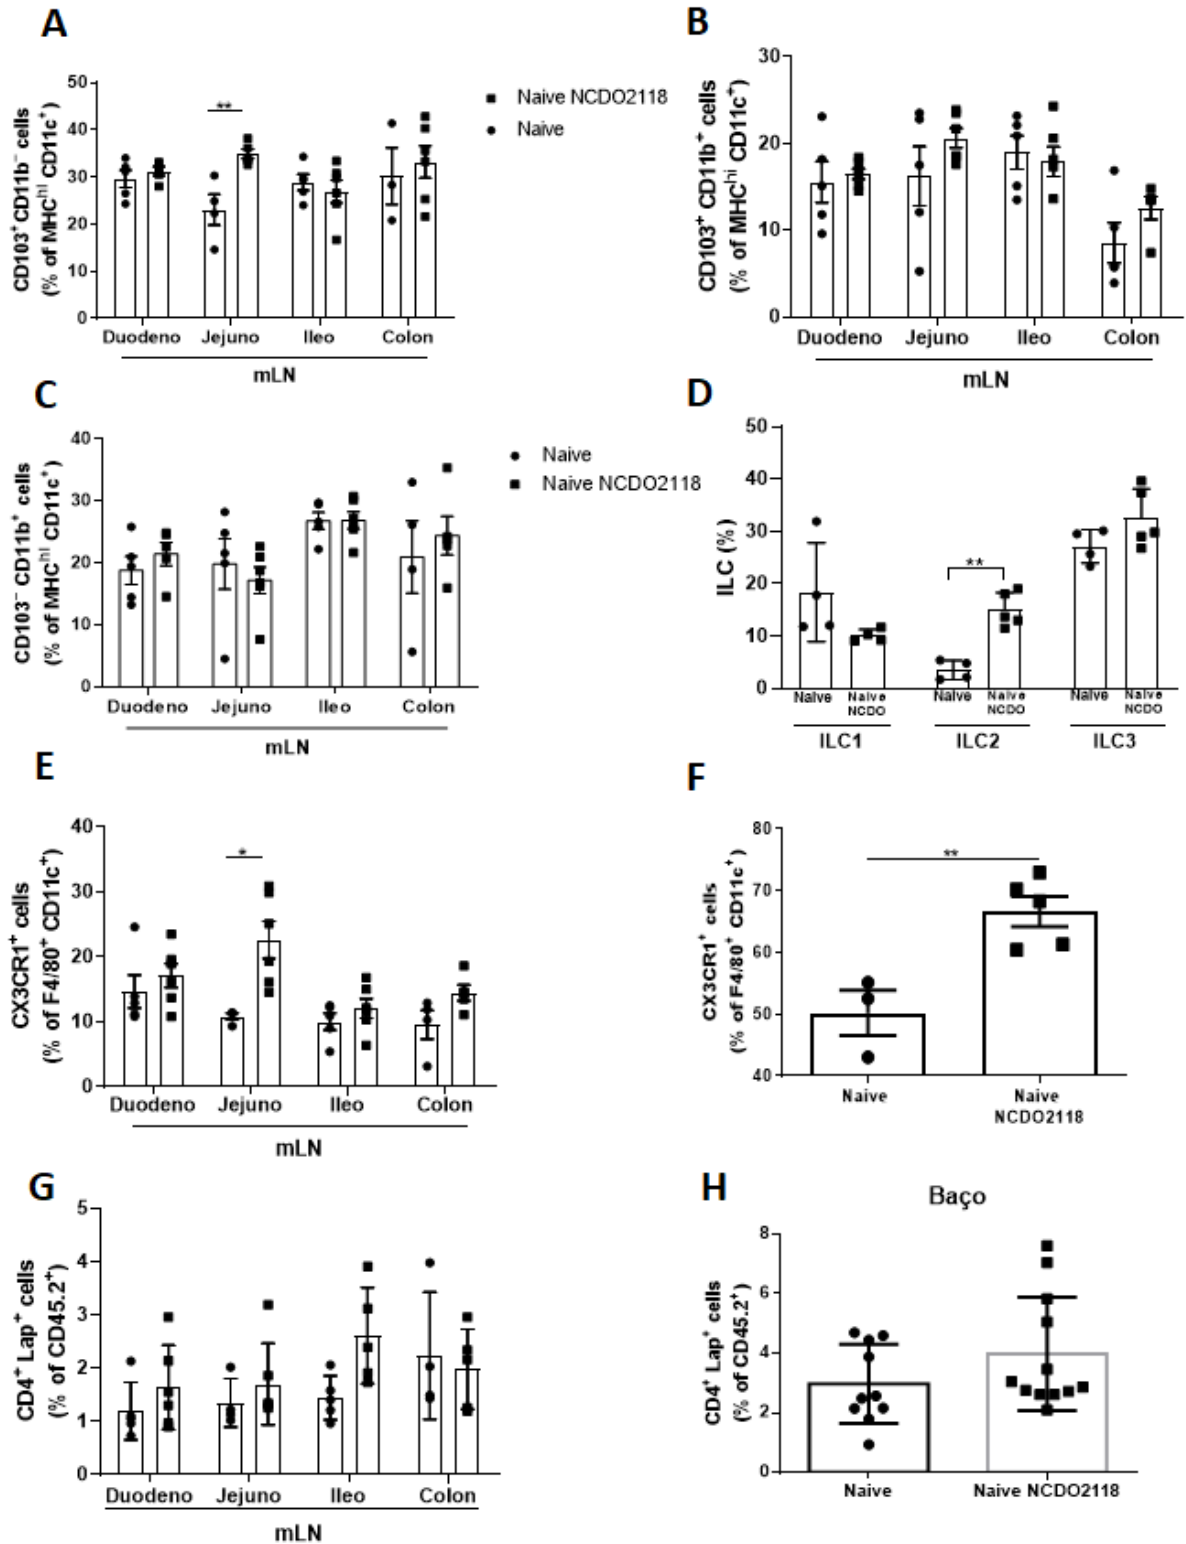 A
CD103⁺ CD11b⁻ cells
(% of MHCʰⁱ CD11c⁺)
50
40
30
20
10
0
**
Duodeno Jejuno Ileo Colon
mLN
Naive NCDO2118
Naive
B
CD103⁺ CD11b⁺ cells
(% of MHCʰⁱ CD11c⁺)
30
20
10
0
Duodeno Jejuno Ileo Colon
mLN
C
CD103⁻ CD11b⁺ cells
(% of MHCʰⁱ CD11c⁺)
40
30
20
10
0
Duodeno Jejuno Ileo Colon
mLN
Naive
Naive NCDO2118
D
ILC (%)
50
40
30
20
10
0
**
Naive Naive NCDO Naive Naive NCDO Naive Naive NCDO
ILC1 ILC2 ILC3
E
CX3CR1⁺ cells
(% of F4/80⁺ CD11c⁺)
40
30
20
10
0
*
Duodeno Jejuno Ileo Colon
mLN
F
CX3CR1⁺ cells
(% of F4/80⁺ CD11c⁺)
80
70
60
50
40
**
Naive Naive
NCDO2118
G
CD4⁺ Lap⁺ cells
(% of CD45.2⁺)
5
4
3
2
1
0
Duodeno Jejuno Ileo Colon
mLN
H
Baço
CD4⁺ Lap⁺ cells
(% of CD45.2⁺)
8
6
4
2
0
Naive Naive NCDO2118